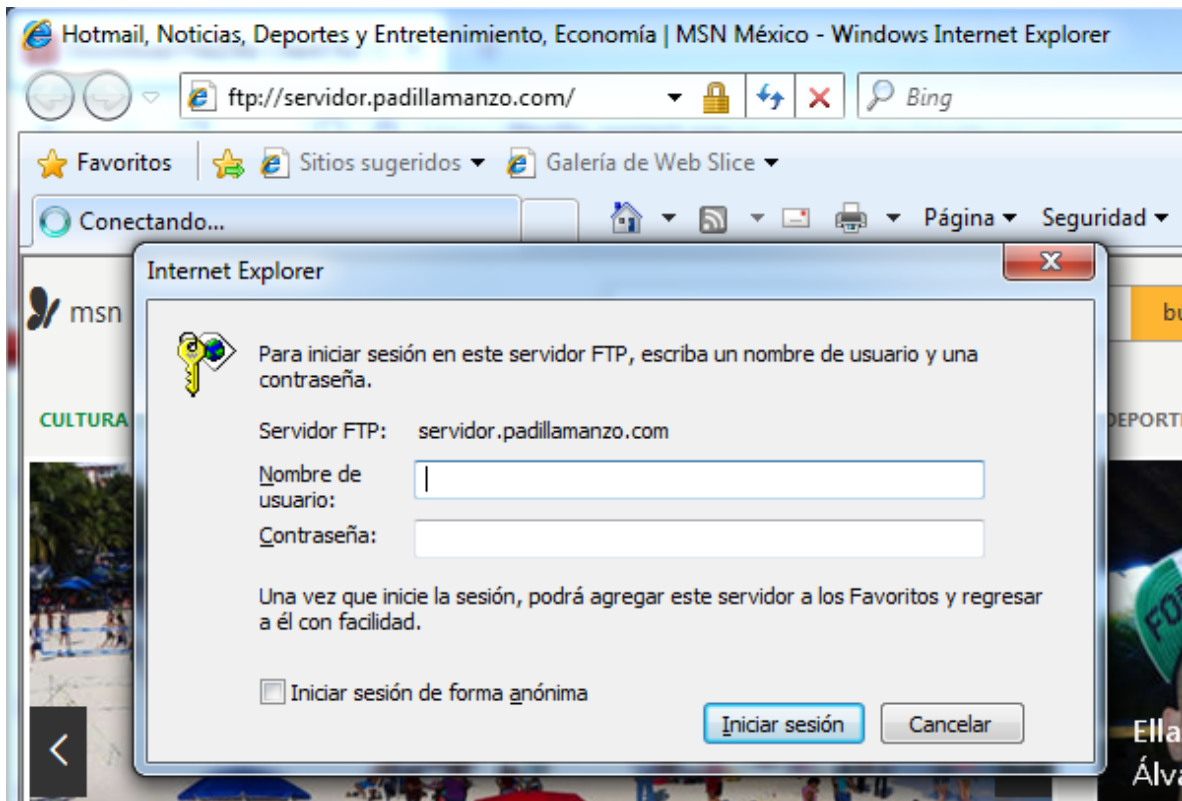 Hotmail, Noticias, Deportes y Entretenimiento, Economía | MSN México - Windows Internet Explorer
ftp://servidor.padillamanzo.com/ Bing
Favoritos Sitios sugeridos Galería de Web Slice
Conectando... Página Seguridad
Internet Explorer
msn
Para iniciar sesión en este servidor FTP, escriba un nombre de usuario y una
contraseña.
CULTURA
Servidor FTP: servidor.padillamanzo.com
Nombre de
usuario:
Contraseña:
Una vez que inicie la sesión, podrá agregar este servidor a los Favoritos y regresar
a él con facilidad.
Iniciar sesión de forma anónima
Iniciar sesión Cancelar
Ella